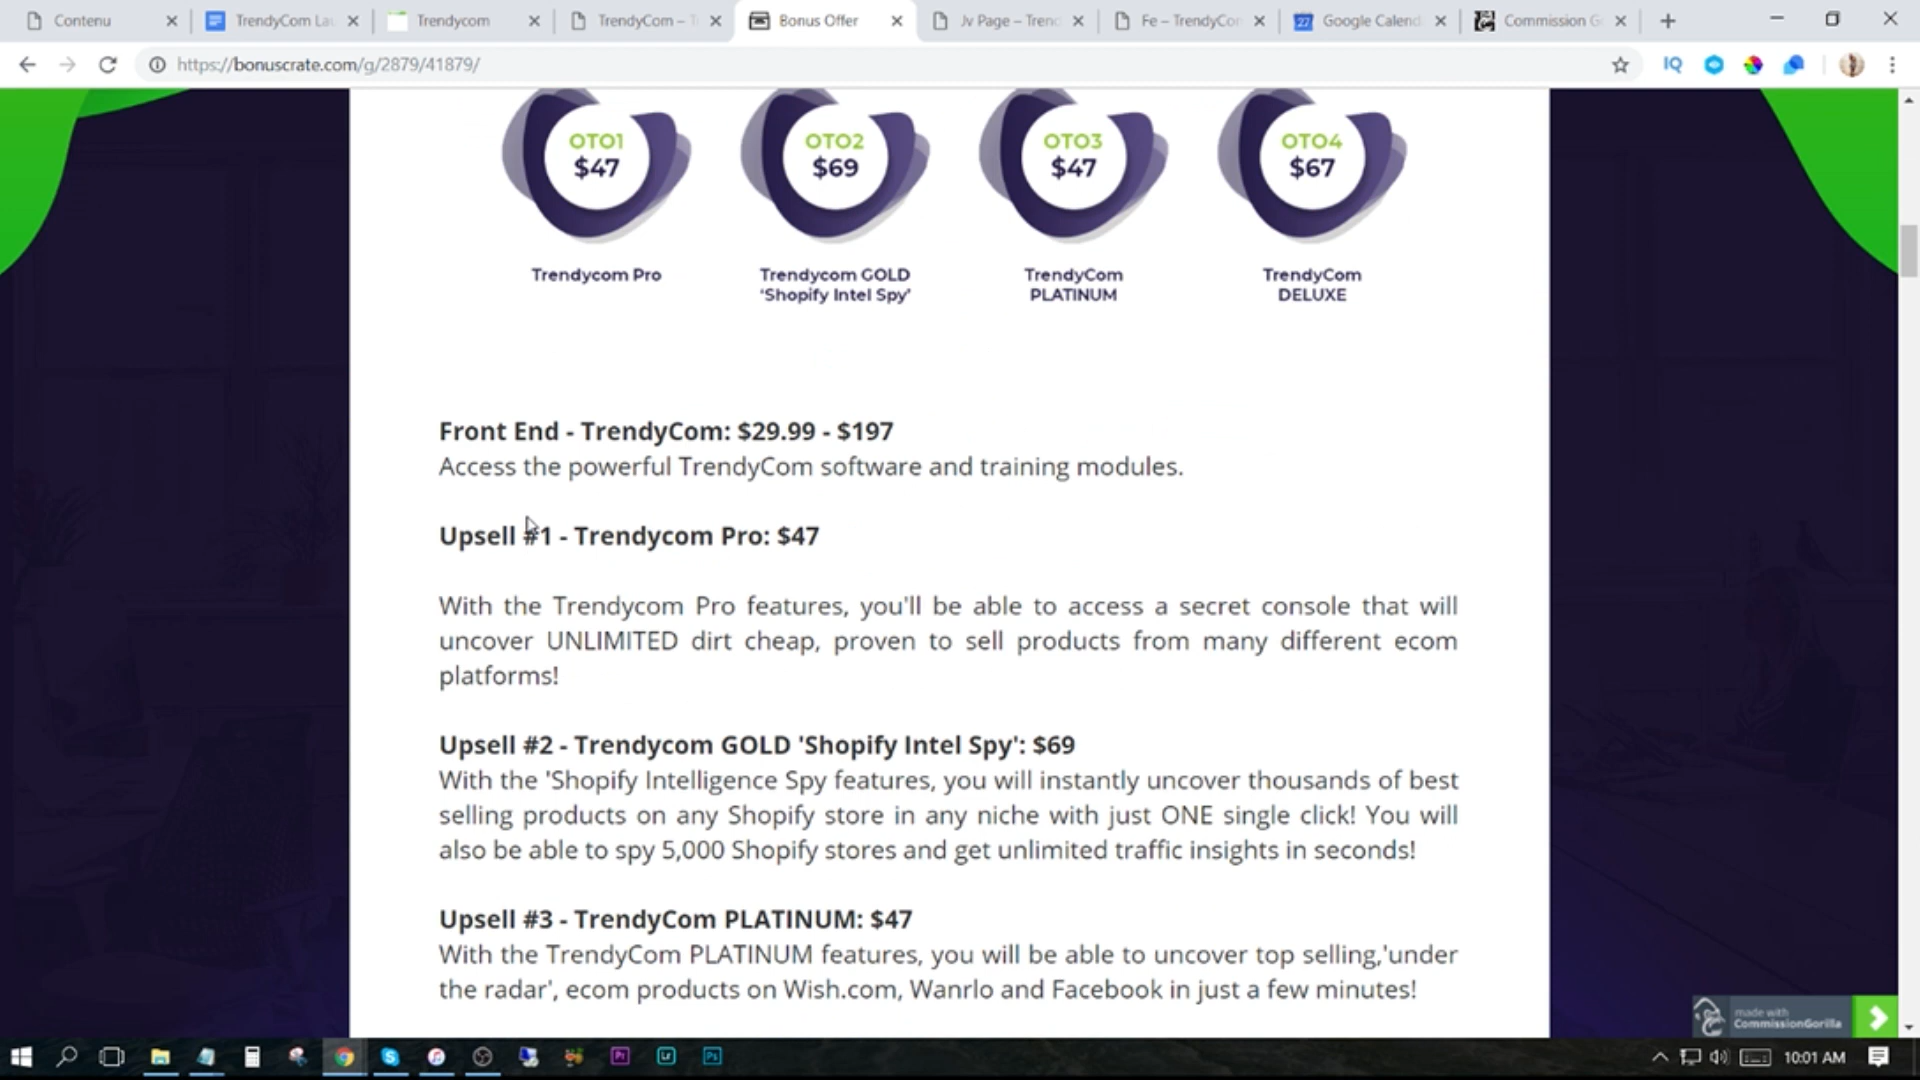 Contenu
TrendyCom Lau
Trendycom
TrendyCom – T
Bonus Offer
Jv Page – Trend
Fe – TrendyCom
Google Calend
Commission G
https://bonuscrate.com/g/2879/41879/
IQ
OTO1
$47
OTO2
$69
OTO3
$47
OTO4
$67
Trendycom Pro
Trendycom GOLD
'Shopify Intel Spy'
TrendyCom
PLATINUM
TrendyCom
DELUXE
Front End - TrendyCom: $29.99 - $197
Access the powerful TrendyCom software and training modules.
Upsell #1 - Trendycom Pro: $47
With the Trendycom Pro features, you'll be able to access a secret console that will
uncover UNLIMITED dirt cheap, proven to sell products from many different ecom
platforms!
Upsell #2 - Trendycom GOLD 'Shopify Intel Spy': $69
With the 'Shopify Intelligence Spy features, you will instantly uncover thousands of best
selling products on any Shopify store in any niche with just ONE single click! You will
also be able to spy 5,000 Shopify stores and get unlimited traffic insights in seconds!
Upsell #3 - TrendyCom PLATINUM: $47
With the TrendyCom PLATINUM features, you will be able to uncover top selling,'under
the radar', ecom products on Wish.com, Wanrlo and Facebook in just a few minutes!
made with
CommissionGorilla
Pr
Lr
Ps
10:01 AM